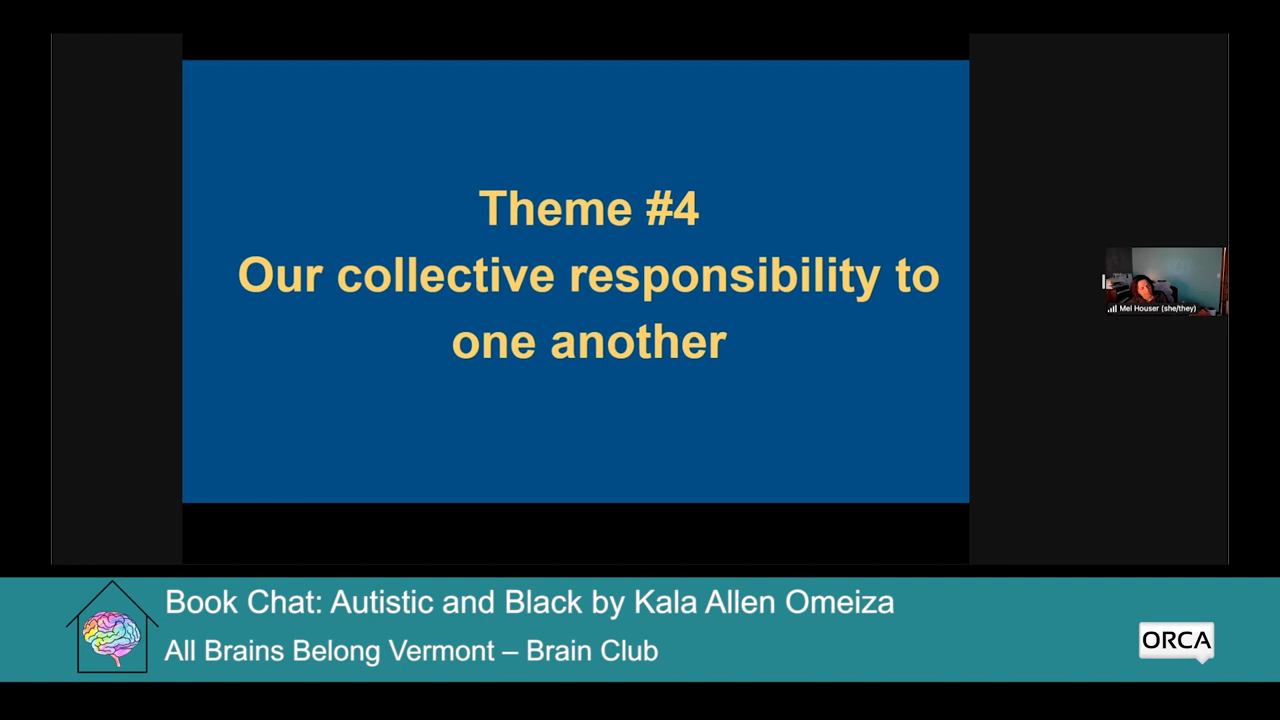 Theme #4
Our collective responsibility to
one another
Mel Houser (she/they)
Book Chat: Autistic and Black by Kala Allen Omeiza
All Brains Belong Vermont – Brain Club
ORCA